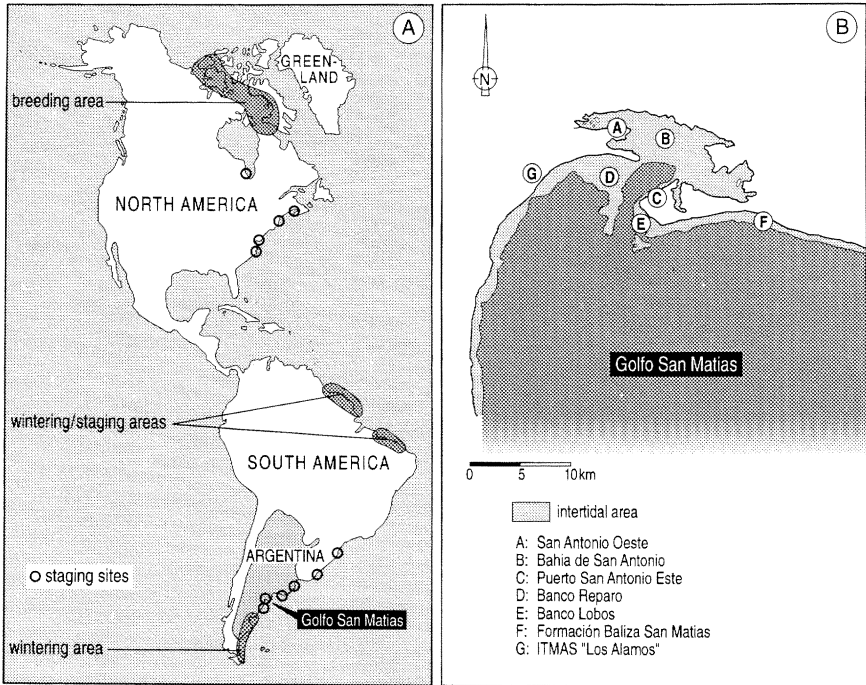 A
GREEN-
LAND
breeding area
NORTH AMERICA
wintering/staging areas
SOUTH AMERICA
ARGENTINA
staging sites
Golfo San Matias
wintering area
B
N
A
B
G
D
C
E
F
Golfo San Matias
0 5 10 km
intertidal area
A: San Antonio Oeste
B: Bahia de San Antonio
C: Puerto San Antonio Este
D: Banco Reparo
E: Banco Lobos
F: Formación Baliza San Matias
G: ITMAS "Los Alamos"